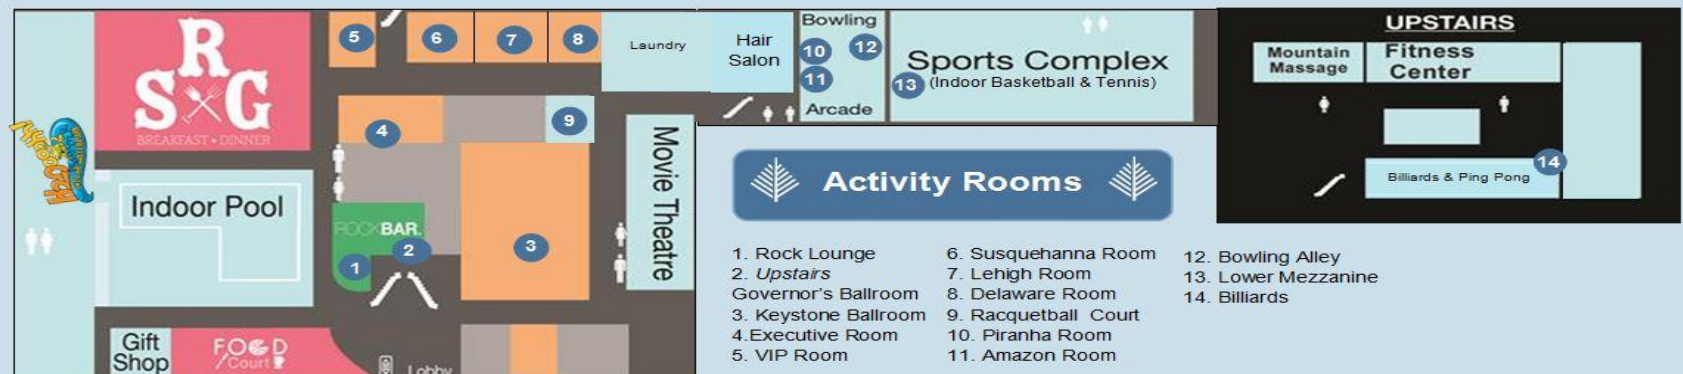 R
S G
BREAKFAST • DINNER
5
6
7
8
Laundry
Hair
Salon
Bowling
10
12
11
Arcade
Sports Complex
13
(Indoor Basketball & Tennis)
UPSTAIRS
Mountain
Massage
Fitness
Center
14
Billiards & Ping Pong
4
9
Movie Theatre
Indoor Pool
ROCKBAR.
2
1
3
Gift
Shop
FOOD
Court
Lobby
Activity Rooms
1. Rock Lounge
2. Upstairs
Governor's Ballroom
3. Keystone Ballroom
4.Executive Room
5. VIP Room
6. Susquehanna Room
7. Lehigh Room
8. Delaware Room
9. Racquetball Court
10. Piranha Room
11. Amazon Room
12. Bowling Alley
13. Lower Mezzanine
14. Billiards